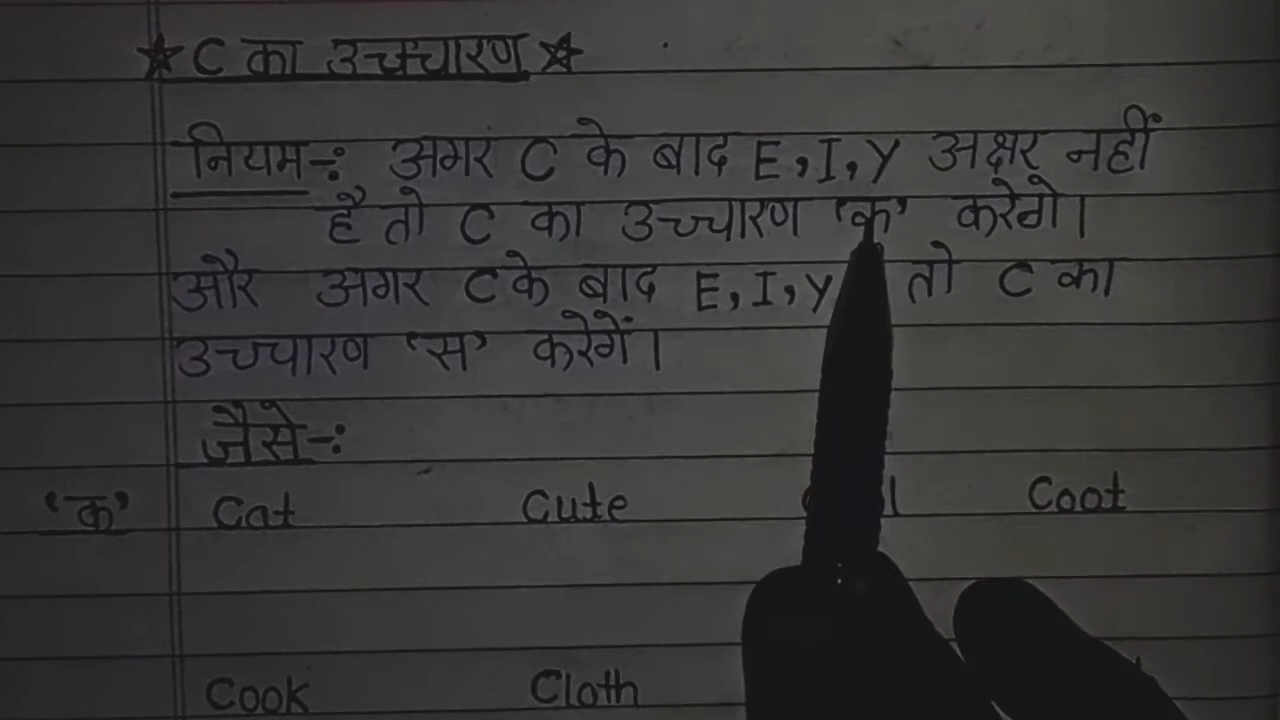 ★ C का उच्चारण ★
नियम-: अगर C के बाद E, I, Y अक्षर नहीं
है तो C का उच्चारण 'क' करेगे।
और अगर C के बाद E, I, Y तो C का
उच्चारण 'स' करेगें।
जैसे-:
'क' Cat Cute Coat
Cook Cloth